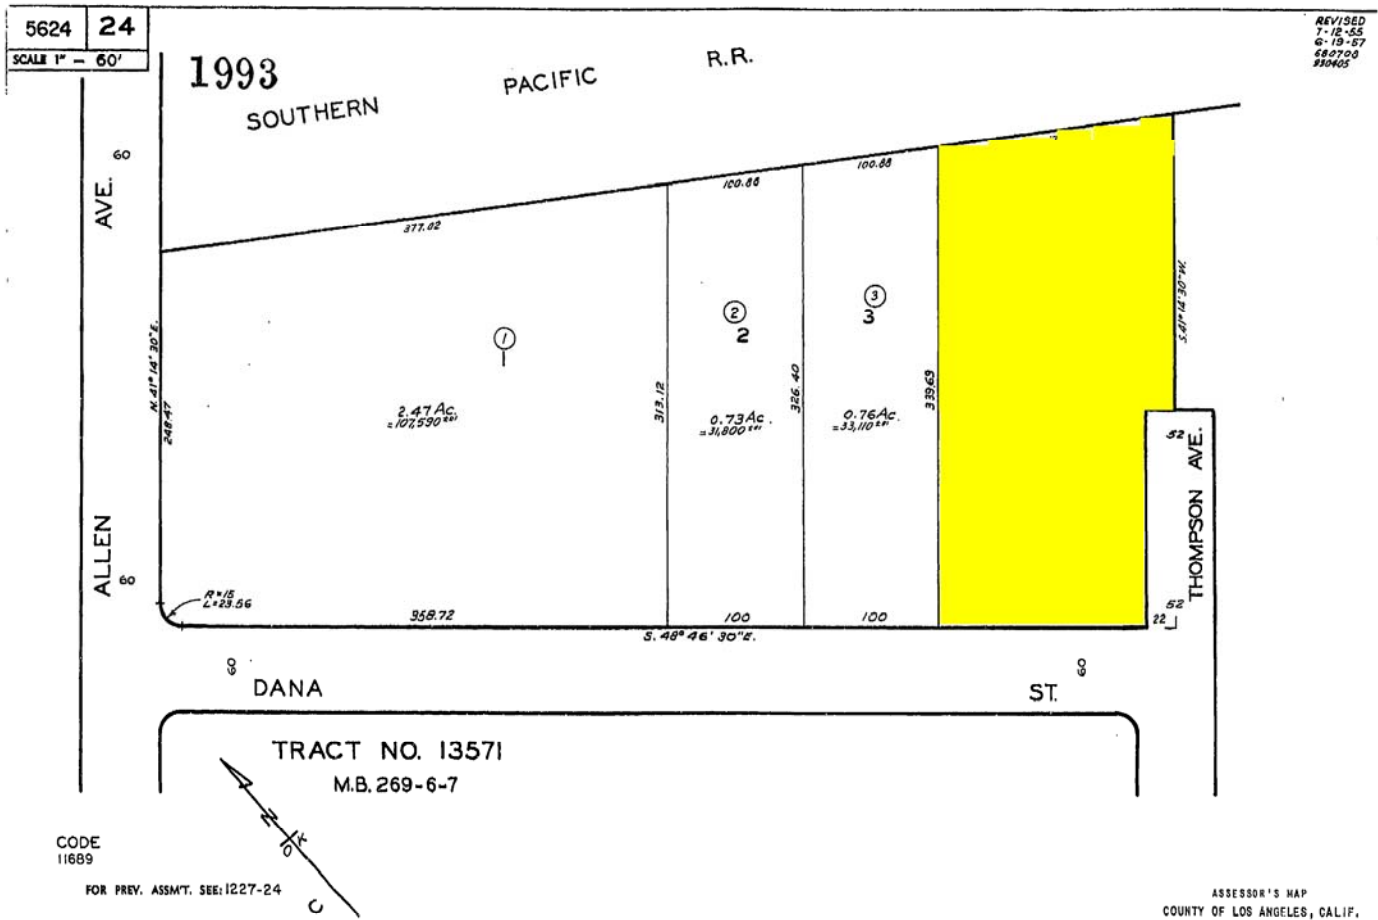 5624 24
SCALE 1" = 60'
1993
SOUTHERN PACIFIC R.R.
REVISED
7-12-55
6-19-57
680708
930405
60
AVE.
377.02
100.88
100.88
1
1
2
2
3
3
N. 41° 14' 30" E.
248.47
2.47 Ac.
=107,590
313.12
0.73 Ac.
=31,800
326.40
0.76 Ac.
=33,110
339.69
S. 41° 14' 30" W.
52
THOMPSON AVE.
ALLEN
60
R=15
L=23.56
358.72
100
100
52
22
S. 48° 46' 30" E.
60
60
DANA ST.
TRACT NO. 13571
M.B. 269-6-7
N
CODE
11689
FOR PREV. ASSM'T. SEE: 1227-24
ASSESSOR'S MAP
COUNTY OF LOS ANGELES, CALIF.